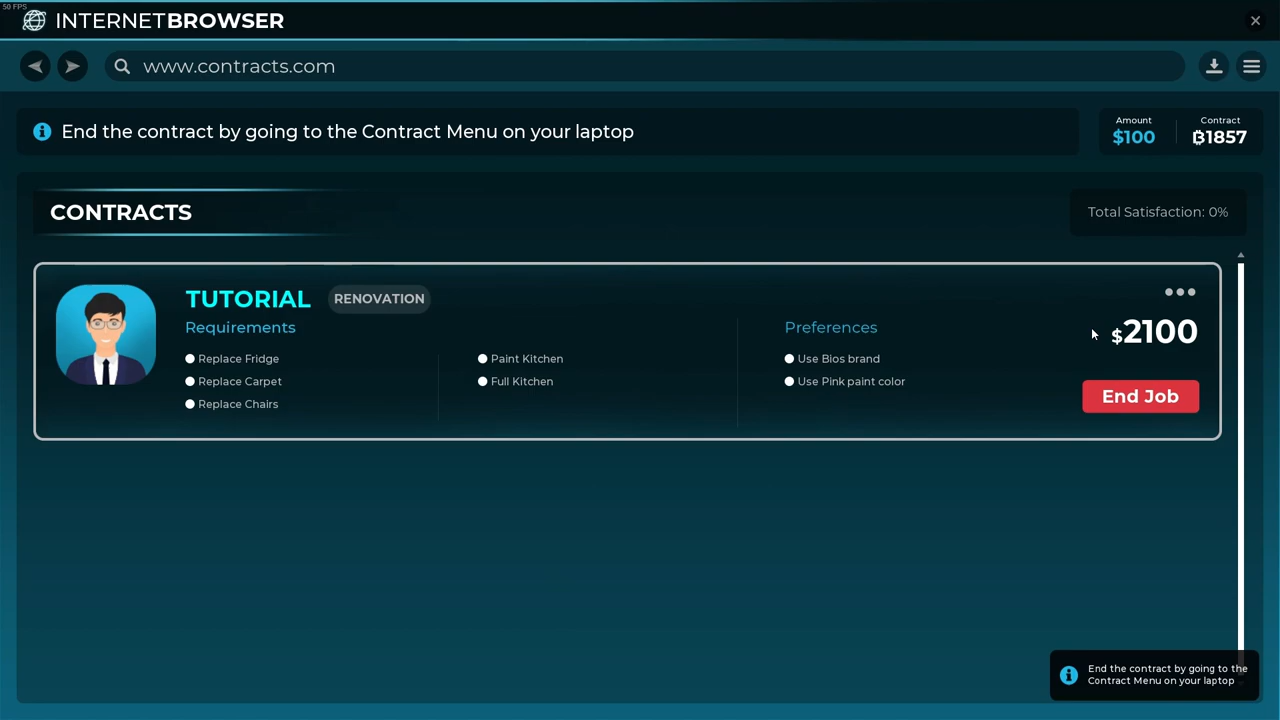 50 FPS
INTERNETBROWSER
www.contracts.com
End the contract by going to the Contract Menu on your laptop
Amount
$100
Contract
₿1857
CONTRACTS
Total Satisfaction: 0%
TUTORIAL
RENOVATION
Requirements
Replace Fridge
Replace Carpet
Replace Chairs
Paint Kitchen
Full Kitchen
Preferences
Use Bios brand
Use Pink paint color
$2100
End Job
End the contract by going to the
Contract Menu on your laptop